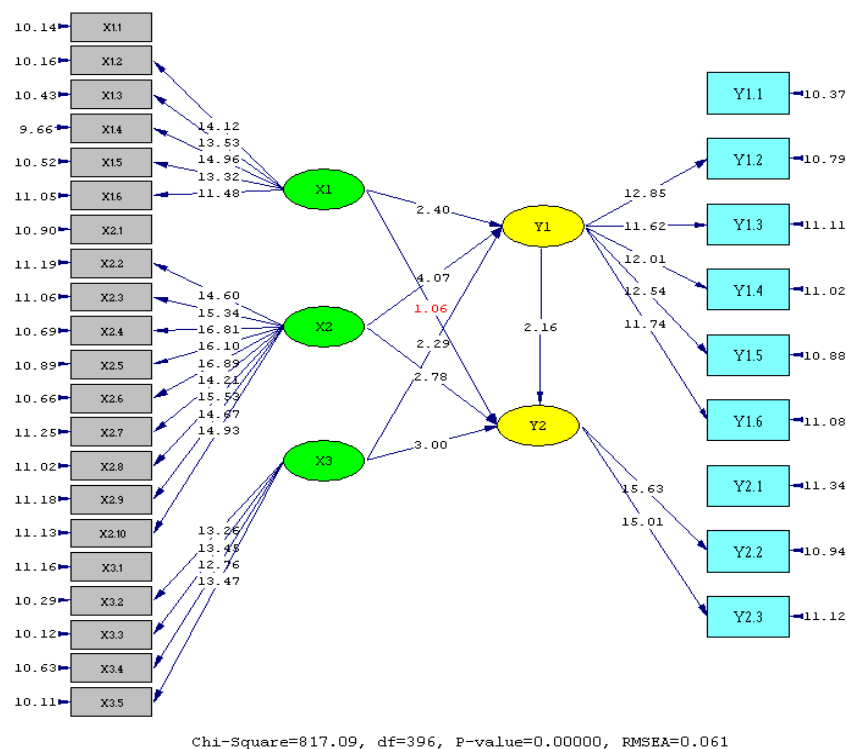 10.14 X1.1
10.16 X1.2
10.43 X1.3
9.66 X1.4
10.52 X1.5
11.05 X1.6
10.90 X2.1
11.19 X2.2
11.06 X2.3
10.69 X2.4
10.89 X2.5
10.66 X2.6
11.25 X2.7
11.02 X2.8
11.18 X2.9
11.13 X2.10
11.16 X3.1
10.29 X3.2
10.12 X3.3
10.63 X3.4
10.11 X3.5
14.12
13.53
14.96
13.32
11.48
14.60
15.34
16.81
16.10
16.89
14.21
15.53
14.67
14.93
13.26
13.45
12.76
13.47
X1
X2
X3
2.40
4.07
1.06
2.29
2.78
3.00
Y1
2.16
Y2
12.85
11.62
12.01
12.54
11.74
15.63
15.01
Y1.1 10.37
Y1.2 10.79
Y1.3 11.11
Y1.4 11.02
Y1.5 10.88
Y1.6 11.08
Y2.1 11.34
Y2.2 10.94
Y2.3 11.12
Chi-Square=817.09, df=396, P-value=0.00000, RMSEA=0.061